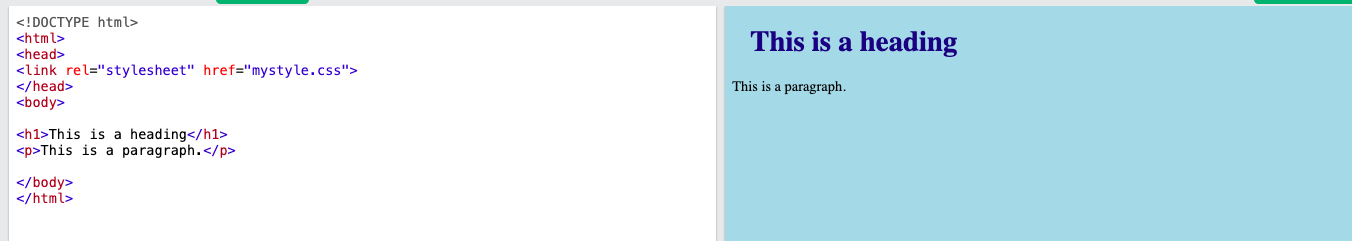 <!DOCTYPE html>
<html>
<head>
<link rel="stylesheet" href="mystyle.css">
</head>
<body>
<h1>This is a heading</h1>
<p>This is a paragraph.</p>
</body>
</html>
This is a heading
This is a paragraph.